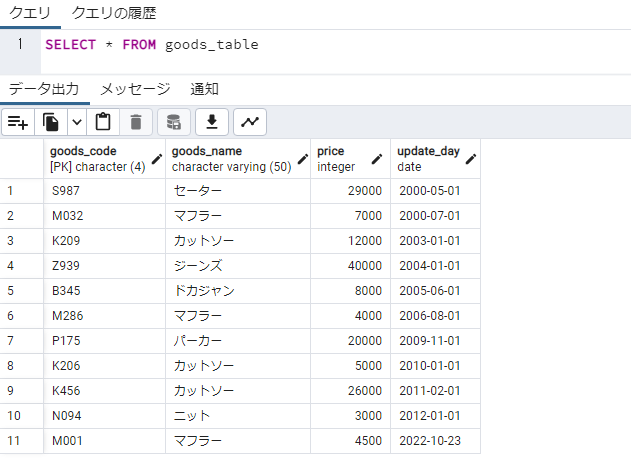 クエリ クエリの履歴
1 SELECT * FROM goods_table
データ出力 メッセージ 通知
goods_code goods_name price update_day
[PK] character (4) character varying (50) integer date
1 S987 セーター 29000 2000-05-01
2 M032 マフラー 7000 2000-07-01
3 K209 カットソー 12000 2003-01-01
4 Z939 ジーンズ 40000 2004-01-01
5 B345 ドカジャン 8000 2005-06-01
6 M286 マフラー 4000 2006-08-01
7 P175 パーカー 20000 2009-11-01
8 K206 カットソー 5000 2010-01-01
9 K456 カットソー 26000 2011-02-01
10 N094 ニット 3000 2012-01-01
11 M001 マフラー 4500 2022-10-23